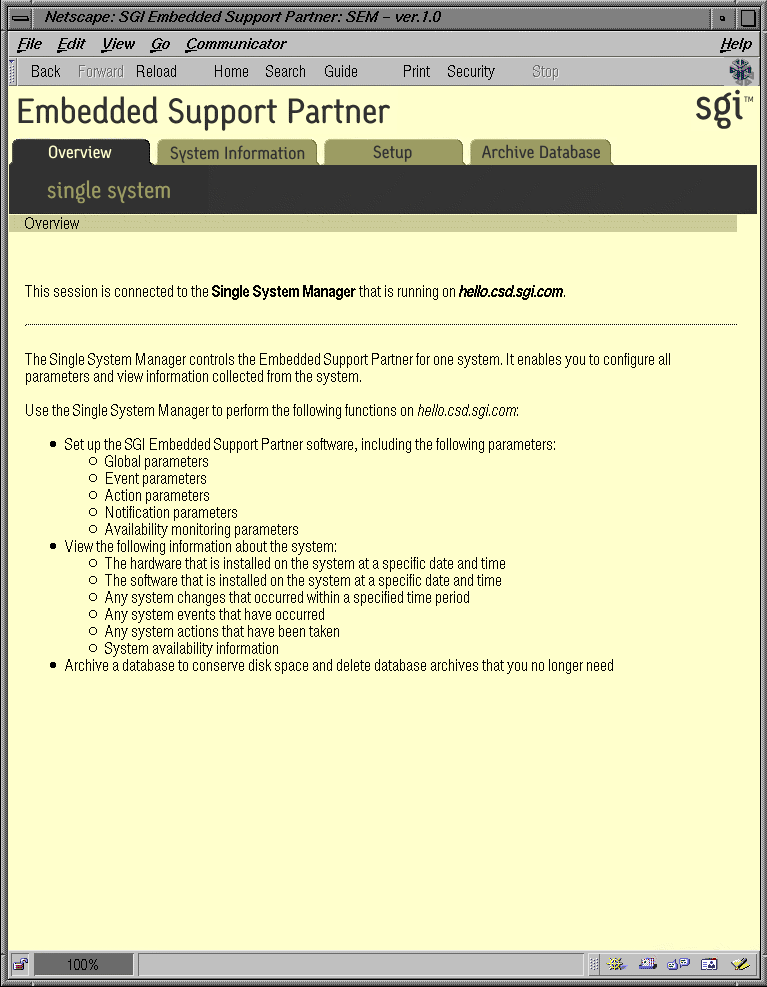 Netscape: SGI Embedded Support Partner: SEM – ver.1.0
File Edit View Go Communicator Help
Back Forward Reload Home Search Guide Print Security Stop
Embedded Support Partner
sgi™
Overview System Information Setup Archive Database
single system
Overview
This session is connected to the Single System Manager that is running on hello.csd.sgi.com.
The Single System Manager controls the Embedded Support Partner for one system. It enables you to configure all
parameters and view information collected from the system.
Use the Single System Manager to perform the following functions on hello.csd.sgi.com:
Set up the SGI Embedded Support Partner software, including the following parameters:
Global parameters
Event parameters
Action parameters
Notification parameters
Availability monitoring parameters
View the following information about the system:
The hardware that is installed on the system at a specific date and time
The software that is installed on the system at a specific date and time
Any system changes that occurred within a specified time period
Any system events that have occurred
Any system actions that have been taken
System availability information
Archive a database to conserve disk space and delete database archives that you no longer need
100%